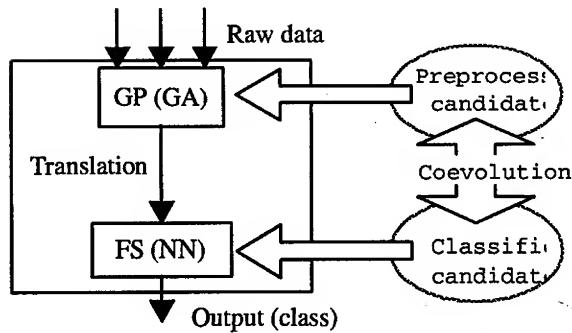 Raw data
GP (GA)
Preproces
candidat
Translation
Coevolution
FS (NN)
Classifi
candidat
Output (class)